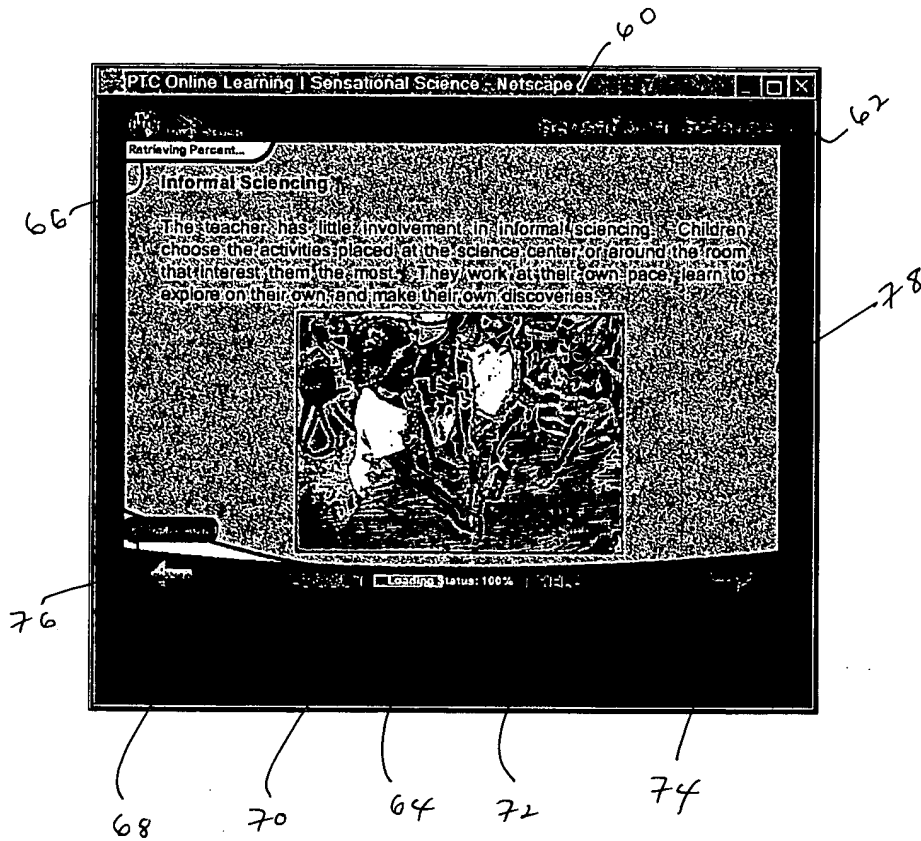 60
PTC Online Learning | Sensational Science - Netscape
62
Retrieving Percent...
66
Informal Sciencing
The teacher has little involvement in informal sciencing. Children
choose the activities placed at the science center or around the room
that interest them the most. They work at their own pace, learn to
explore on their own, and make their own discoveries.
78
Loading Status: 100%
76
68
70
64
72
74